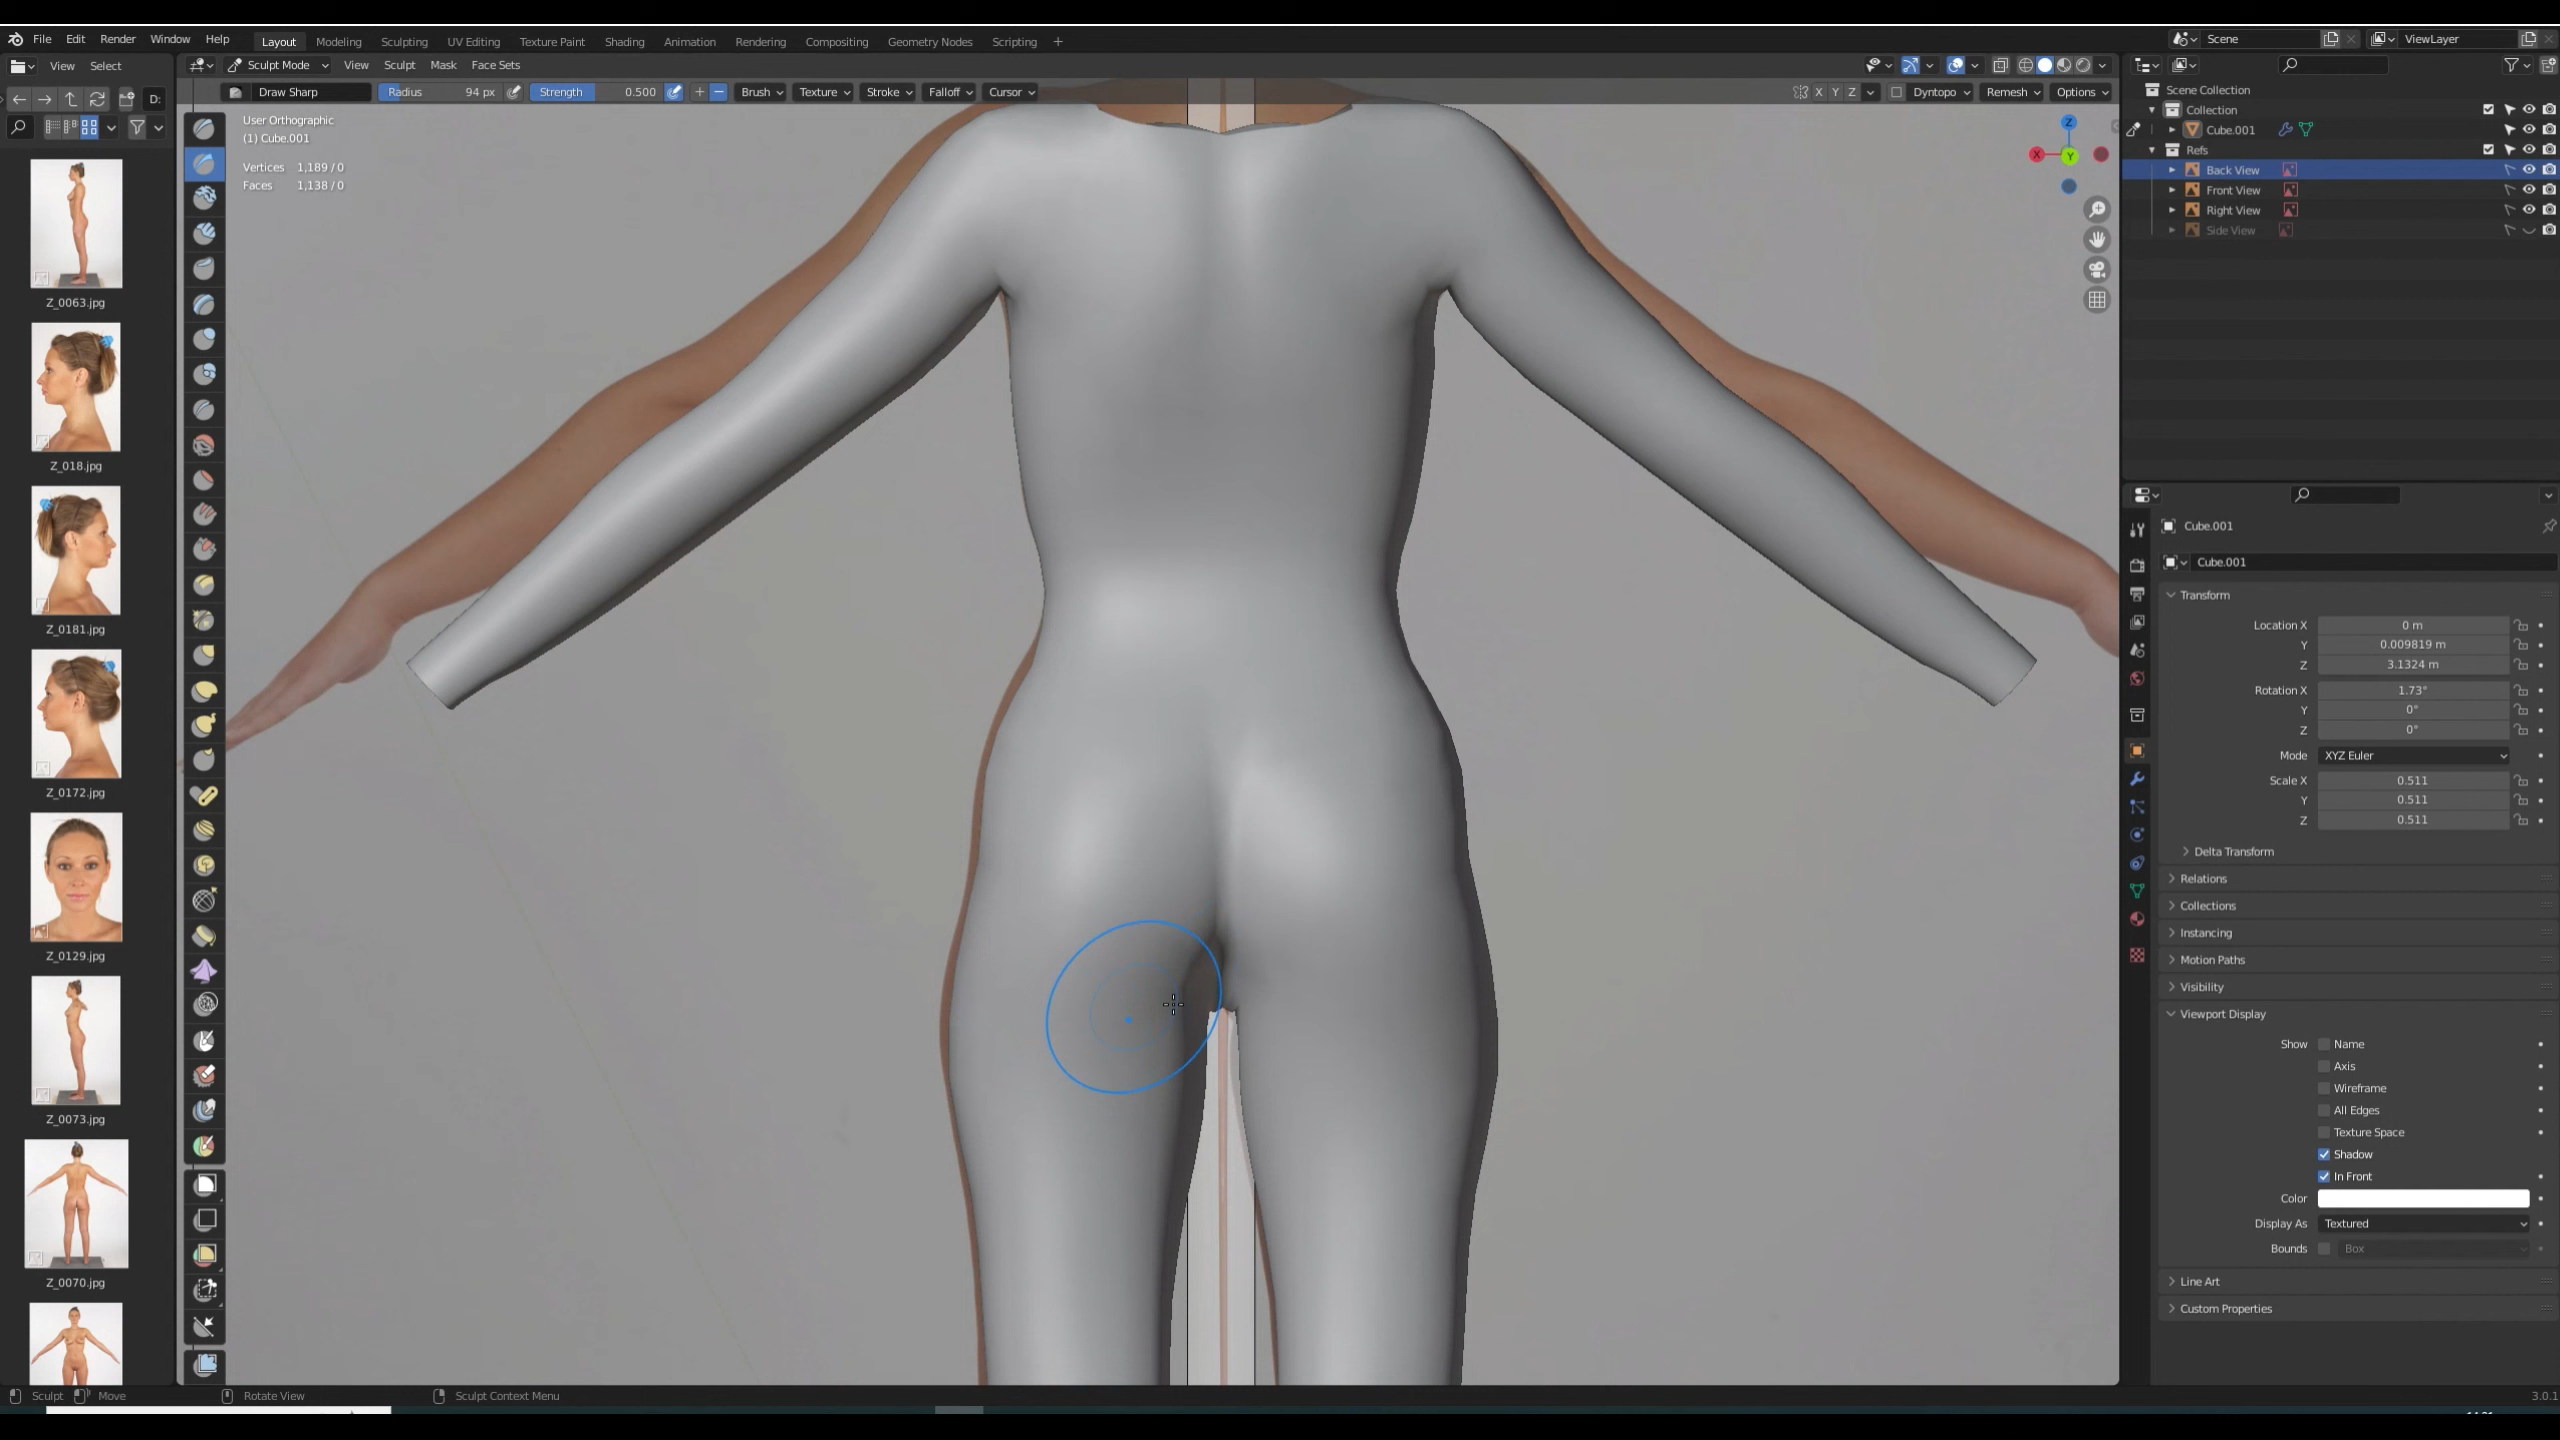 File Edit Render Window Help Layout Modeling Sculpting UV Editing Texture Paint Shading Animation Rendering Compositing Geometry Nodes Scripting + Scene ViewLayer
View Select Sculpt Mode View Sculpt Mask Face Sets
D: Draw Sharp Radius 94 px Strength 0.500 + − Brush Texture Stroke Falloff Cursor X Y Z Dyntopo Remesh Options
User Orthographic
(1) Cube.001
Vertices 1,189 / 0
Faces 1,138 / 0
Z
X
Y
Z_0063.jpg
Z_018.jpg
Z_0181.jpg
Z_0172.jpg
Z_0129.jpg
Z_0073.jpg
Z_0070.jpg
Scene Collection
Collection
Cube.001
Refs
Back View
Front View
Right View
Side View
Cube.001
Cube.001
Transform
Location X 0 m
Y 0.009819 m
Z 3.1324 m
Rotation X 1.73°
Y 0°
Z 0°
Mode XYZ Euler
Scale X 0.511
Y 0.511
Z 0.511
Delta Transform
Relations
Collections
Instancing
Motion Paths
Visibility
Viewport Display
Show Name
Axis
Wireframe
All Edges
Texture Space
Shadow
In Front
Color
Display As Textured
Bounds Box
Line Art
Custom Properties
Sculpt Move Rotate View Sculpt Context Menu 3.0.1